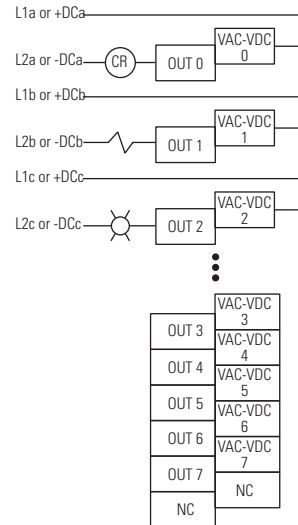 L1a or +DCa
VAC-VDC
0
L2a or -DCa
CR
OUT 0
L1b or +DCb
VAC-VDC
1
L2b or -DCb
OUT 1
L1c or +DCc
VAC-VDC
2
L2c or -DCc
OUT 2
VAC-VDC
3
OUT 3
VAC-VDC
4
OUT 4
VAC-VDC
5
OUT 5
VAC-VDC
6
OUT 6
VAC-VDC
7
OUT 7
NC
NC